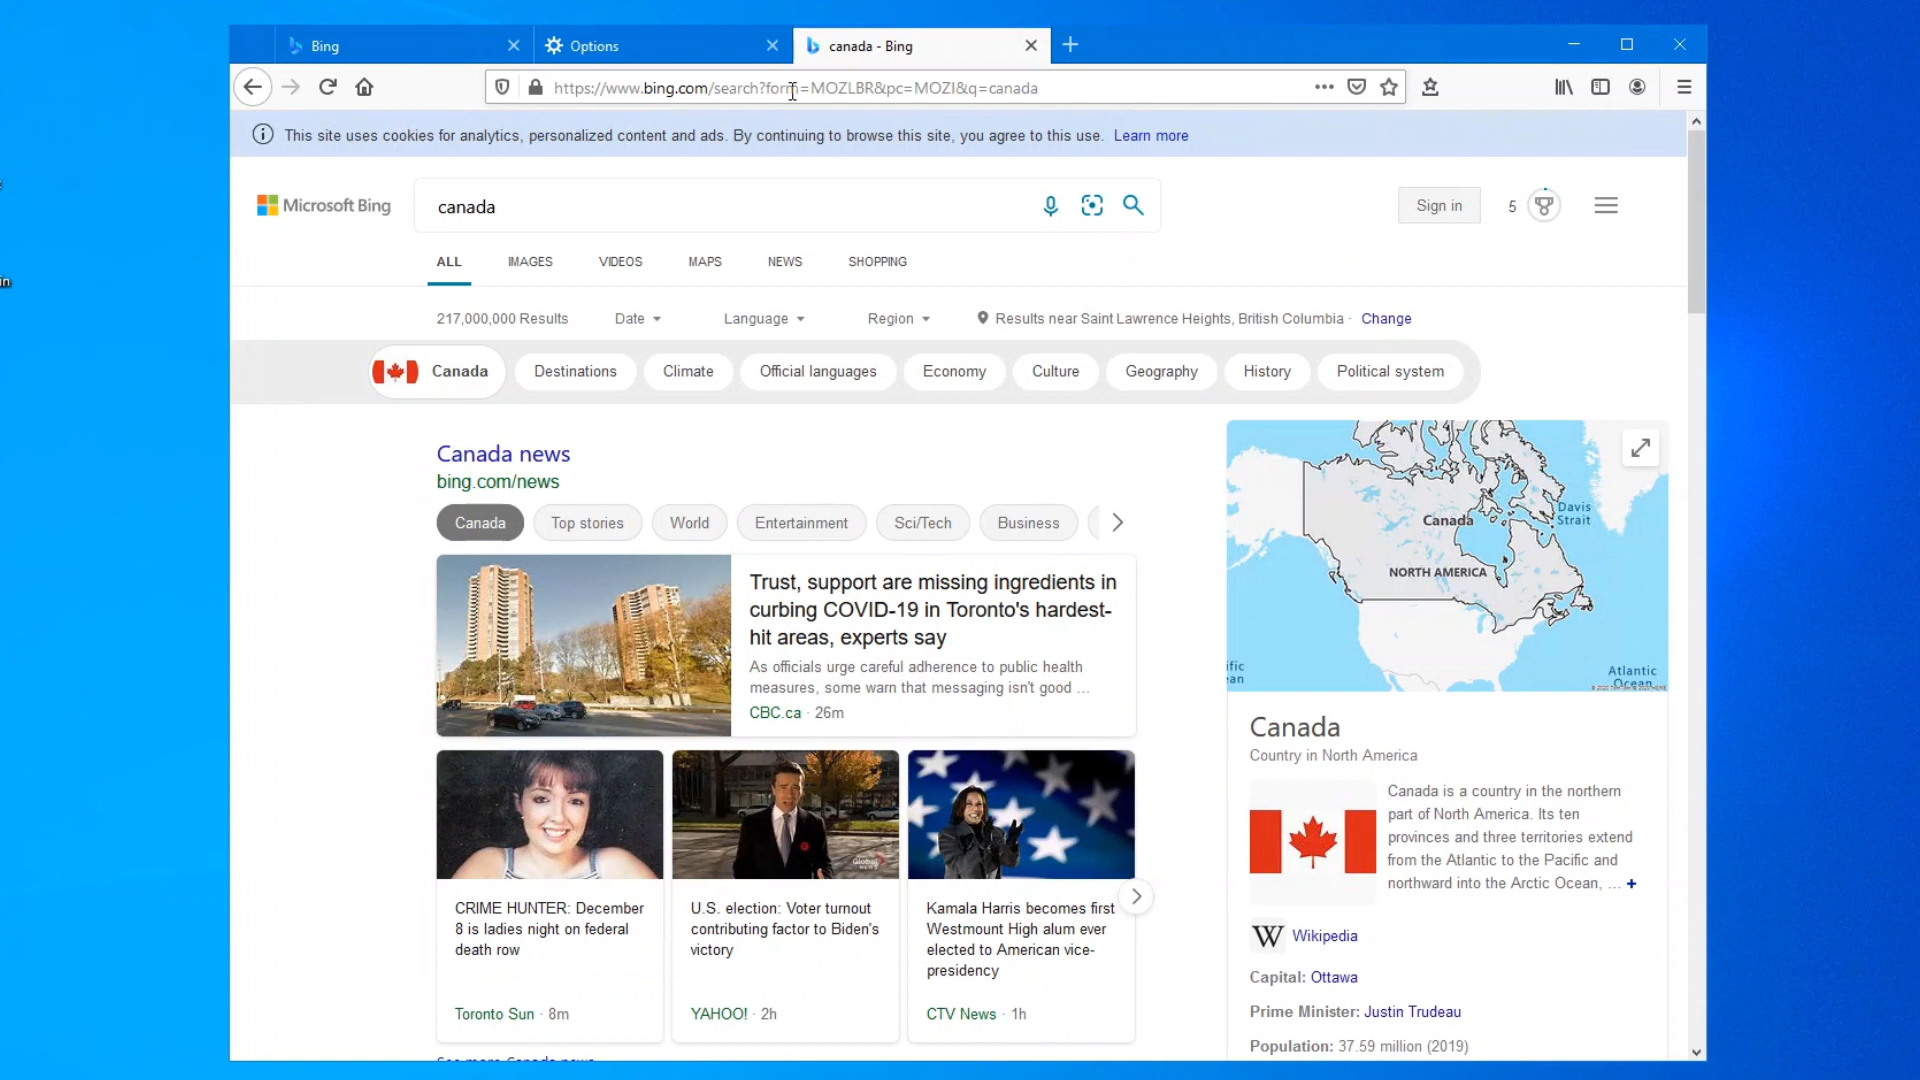 Bing
Options
canada - Bing
https://www.bing.com/search?form=MOZLBR&pc=MOZI&q=canada
This site uses cookies for analytics, personalized content and ads. By continuing to browse this site, you agree to this use. Learn more
Microsoft Bing
canada
Sign in
5
ALL IMAGES VIDEOS MAPS NEWS SHOPPING
217,000,000 Results Date Language Region Results near Saint Lawrence Heights, British Columbia · Change
Canada Destinations Climate Official languages Economy Culture Geography History Political system
Canada news
bing.com/news
Canada Top stories World Entertainment Sci/Tech Business
Trust, support are missing ingredients in
curbing COVID-19 in Toronto's hardest-
hit areas, experts say
As officials urge careful adherence to public health
measures, some warn that messaging isn't good ...
CBC.ca · 26m
Global
NEWS
CRIME HUNTER: December
8 is ladies night on federal
death row
Toronto Sun · 8m
U.S. election: Voter turnout
contributing factor to Biden's
victory
YAHOO! · 2h
Kamala Harris becomes first
Westmount High alum ever
elected to American vice-
presidency
CTV News · 1h
See more Canada news
Davis
Strait
Canada
NORTH AMERICA
ific
ean
Atlantic
Ocean
Canada
Country in North America
Canada is a country in the northern
part of North America. Its ten
provinces and three territories extend
from the Atlantic to the Pacific and
northward into the Arctic Ocean, ... +
W Wikipedia
Capital: Ottawa
Prime Minister: Justin Trudeau
Population: 37.59 million (2019)
in